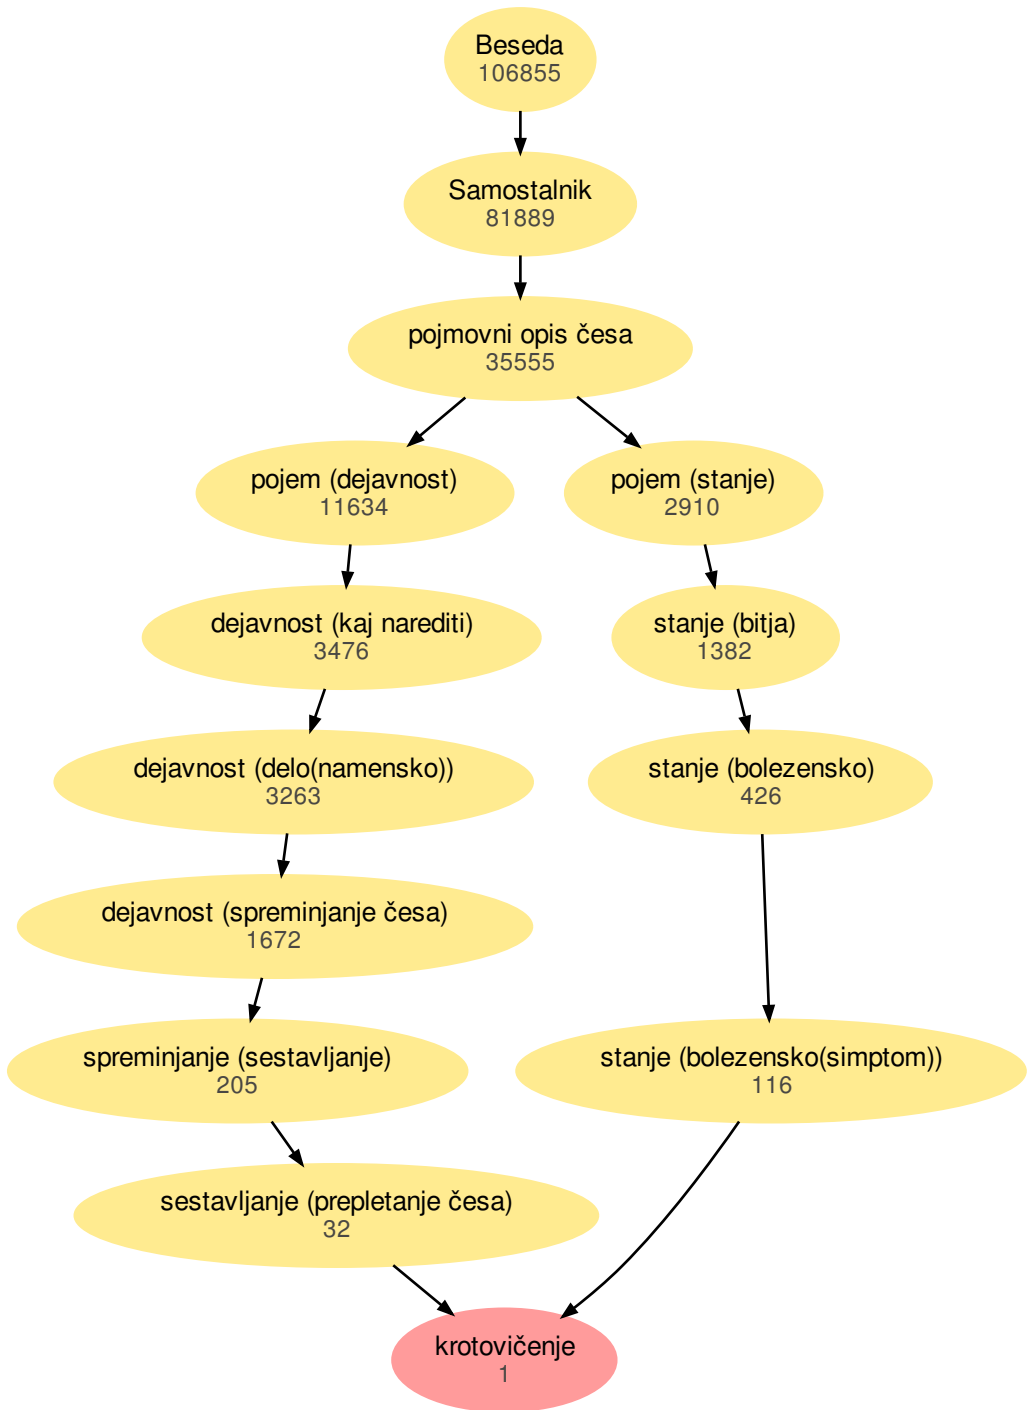 Beseda
106855
Samostalnik
81889
pojmovni opis česa
35555
pojem (dejavnost)
11634
pojem (stanje)
2910
dejavnost (kaj narediti)
3476
stanje (bitja)
1382
dejavnost (delo(namensko))
3263
stanje (bolezensko)
426
dejavnost (spreminjanje česa)
1672
spreminjanje (sestavljanje)
205
stanje (bolezensko(simptom))
116
sestavljanje (prepletanje česa)
32
krotovičenje
1